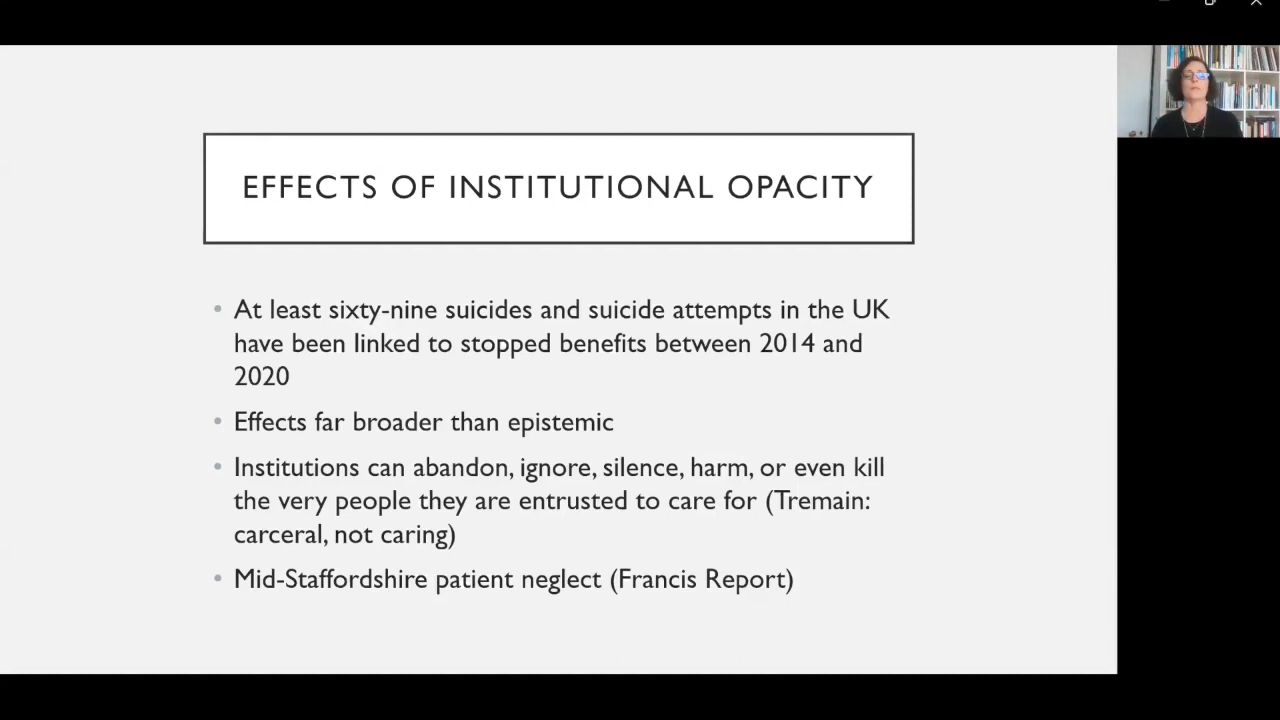 EFFECTS OF INSTITUTIONAL OPACITY
• At least sixty-nine suicides and suicide attempts in the UK
have been linked to stopped benefits between 2014 and
2020
• Effects far broader than epistemic
• Institutions can abandon, ignore, silence, harm, or even kill
the very people they are entrusted to care for (Tremain:
carceral, not caring)
• Mid-Staffordshire patient neglect (Francis Report)